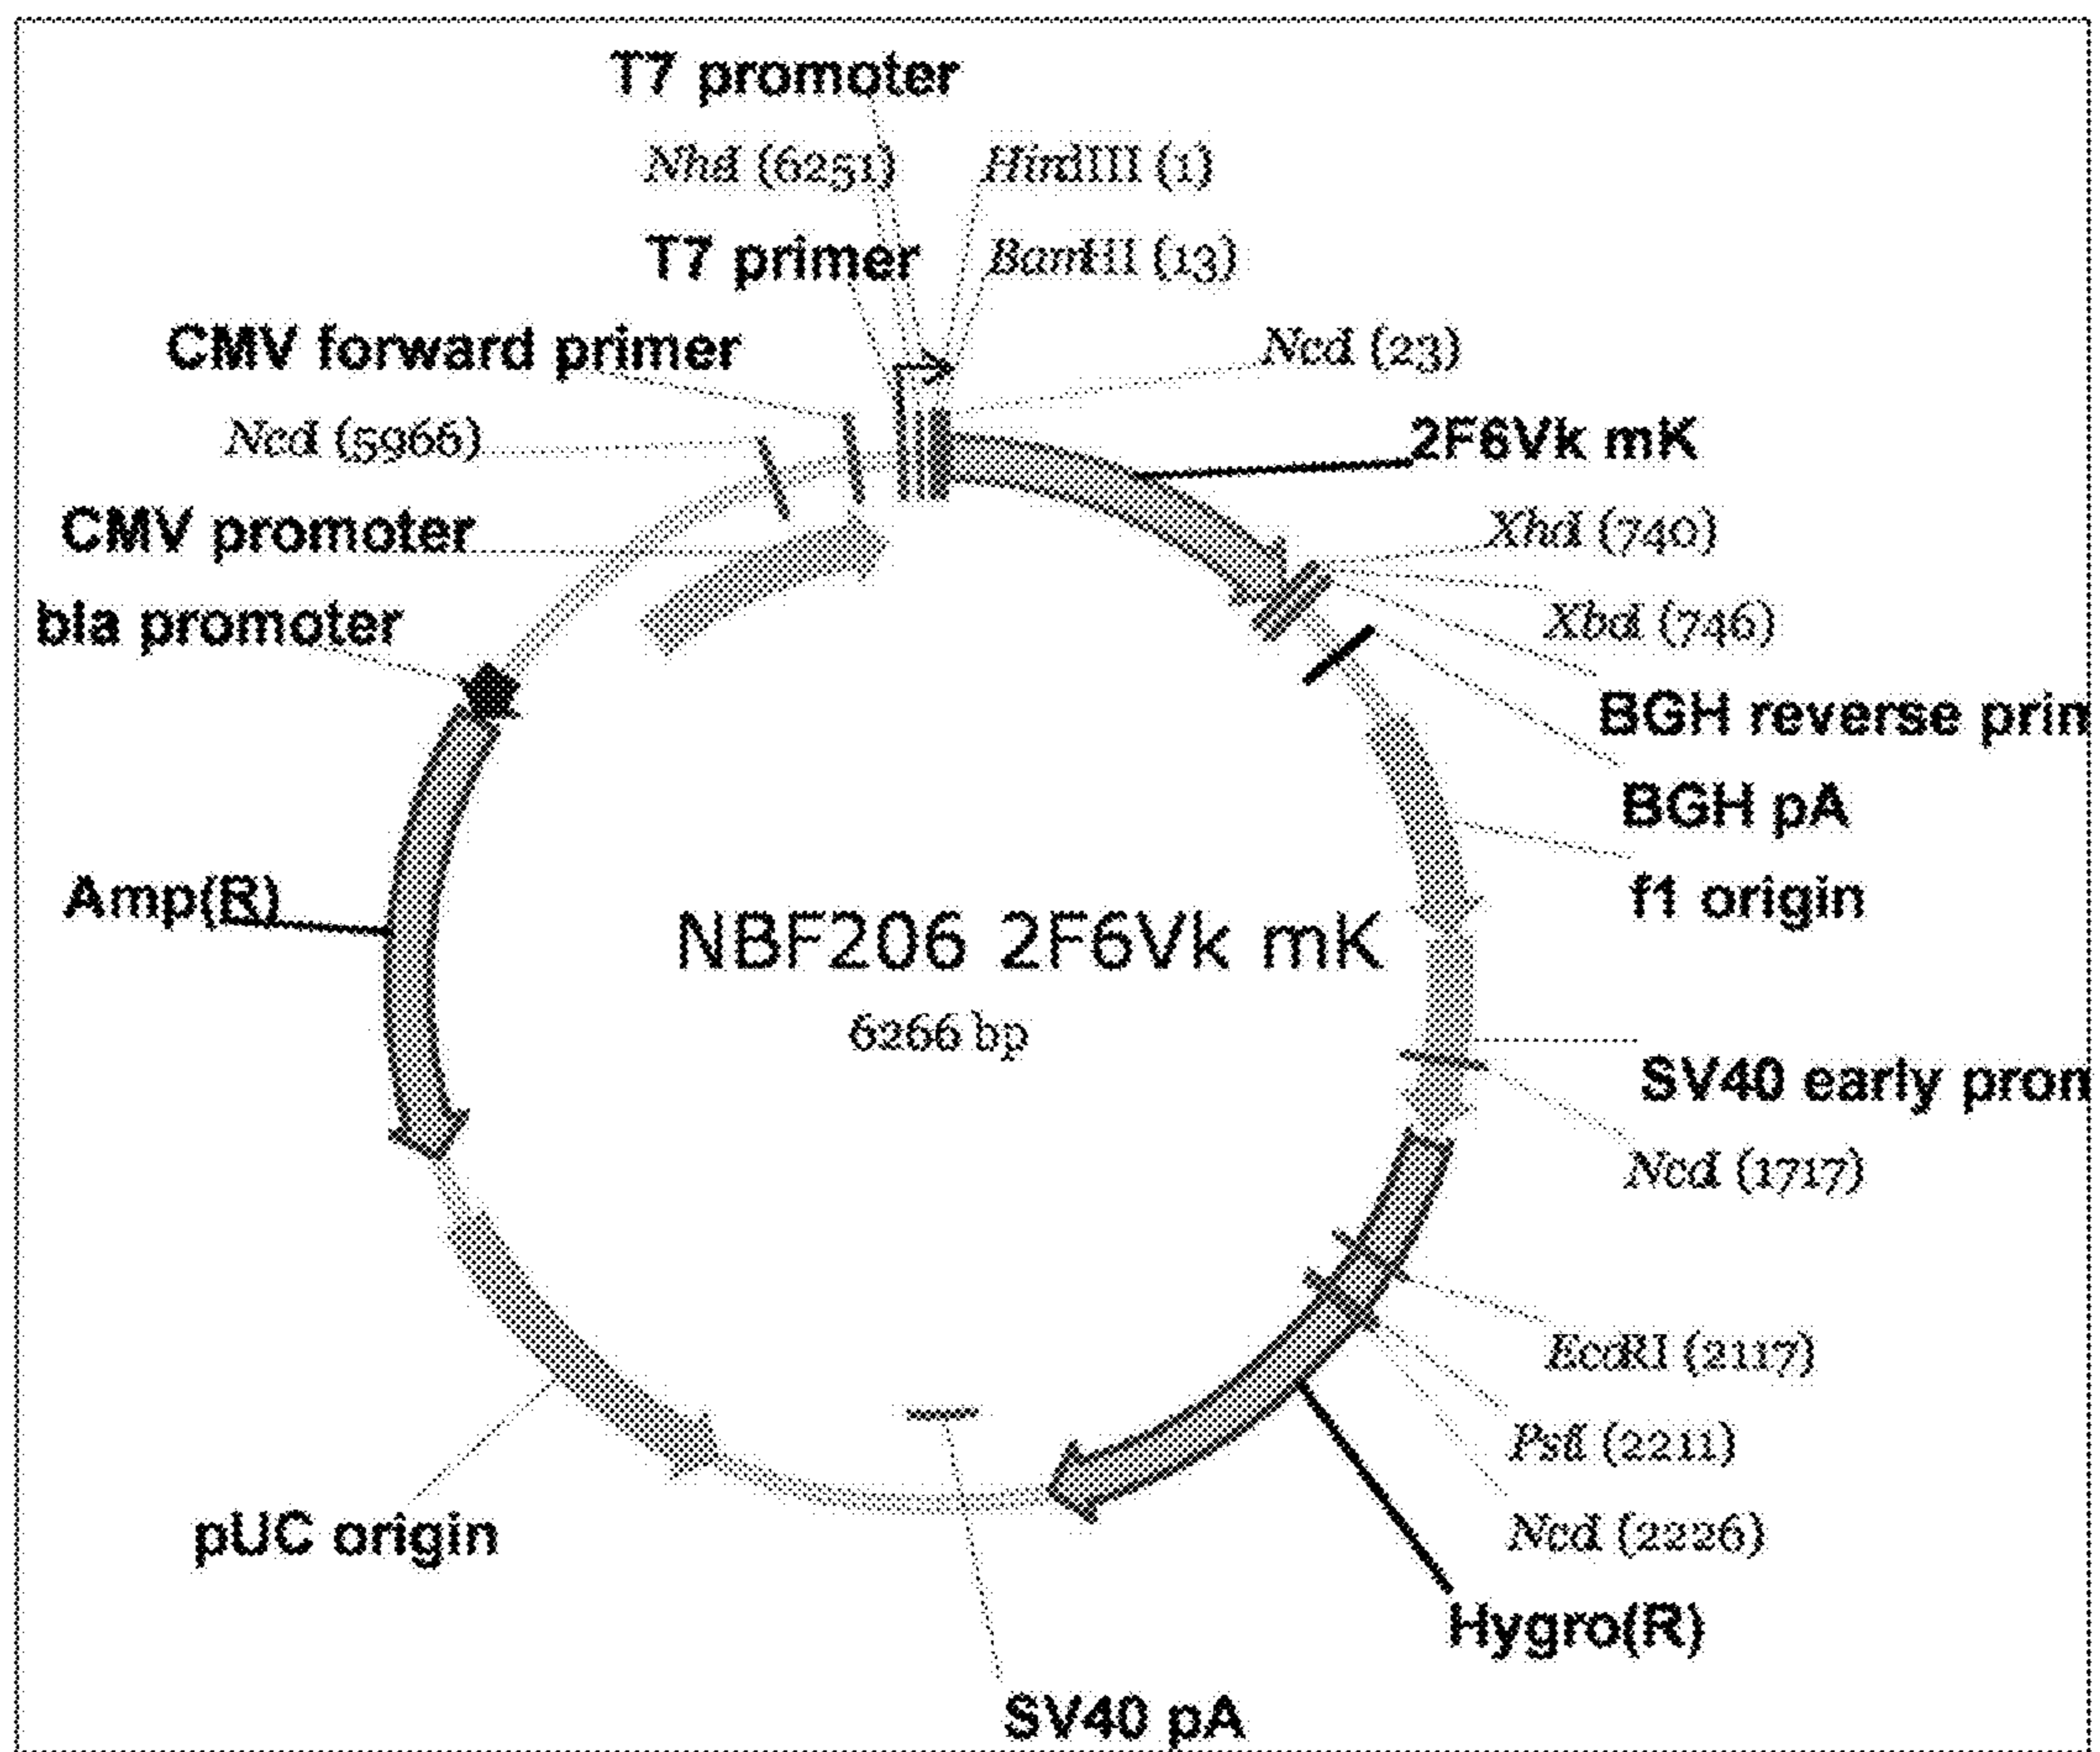 T7 promoter
NheI (6251)
HindIII (1)
T7 primer
BamHI (13)
CMV forward primer
NcoI (23)
NcoI (5966)
2F6Vk mK
CMV promoter
XhoI (740)
bla promoter
XbaI (746)
BGH reverse prim
BGH pA
Amp(R)
f1 origin
NBF206 2F6Vk mK
6266 bp
SV40 early pron
NcoI (1717)
EcoRI (2117)
PstI (2211)
pUC origin
NcoI (2226)
Hygro(R)
SV40 pA